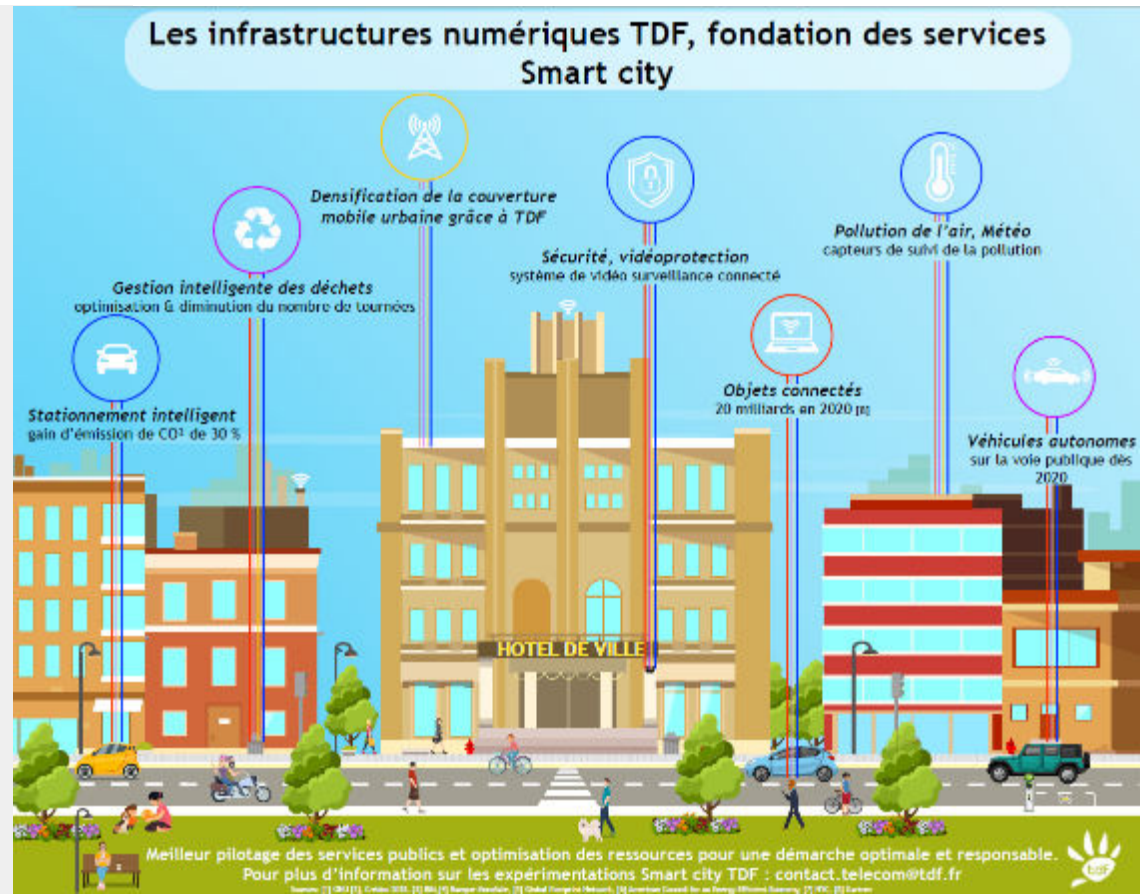 Les infrastructures numériques TDF, fondation des services
Smart city
Densification de la couverture
mobile urbaine grâce à TDF
Sécurité, vidéoprotection
système de vidéo surveillance connecté
Pollution de l'air, Météo
capteurs de suivi de la pollution
Gestion intelligente des déchets
optimisation & diminution du nombre de tournées
Objets connectés
20 milliards en 2020 [8]
Stationnement intelligent
gain d'émission de CO² de 30 %
Véhicules autonomes
sur la voie publique dès
2020
HOTEL DE VILLE
Meilleur pilotage des services publics et optimisation des ressources pour une démarche optimale et responsable.
Pour plus d'information sur les expérimentations Smart city TDF : contact.telecom@tdf.fr
tdf